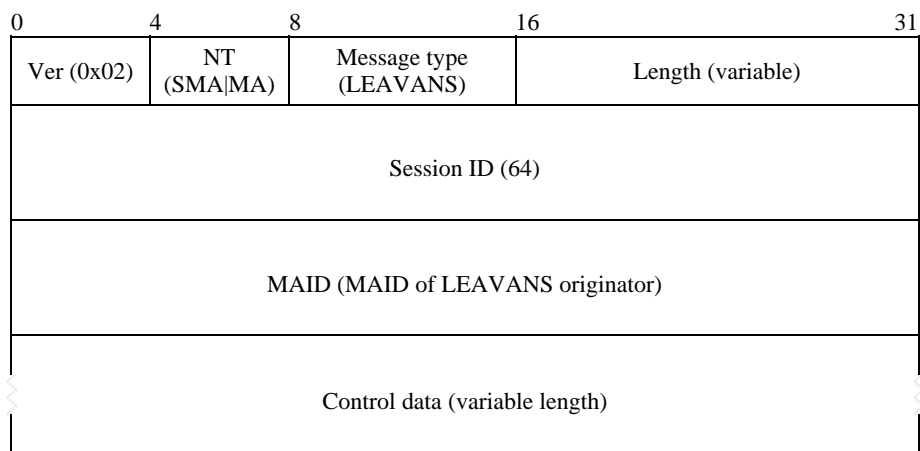 0 4 8 16 31
Ver (0x02) NT (SMA|MA) Message type (LEAVANS) Length (variable)
Session ID (64)
MAID (MAID of LEAVANS originator)
Control data (variable length)